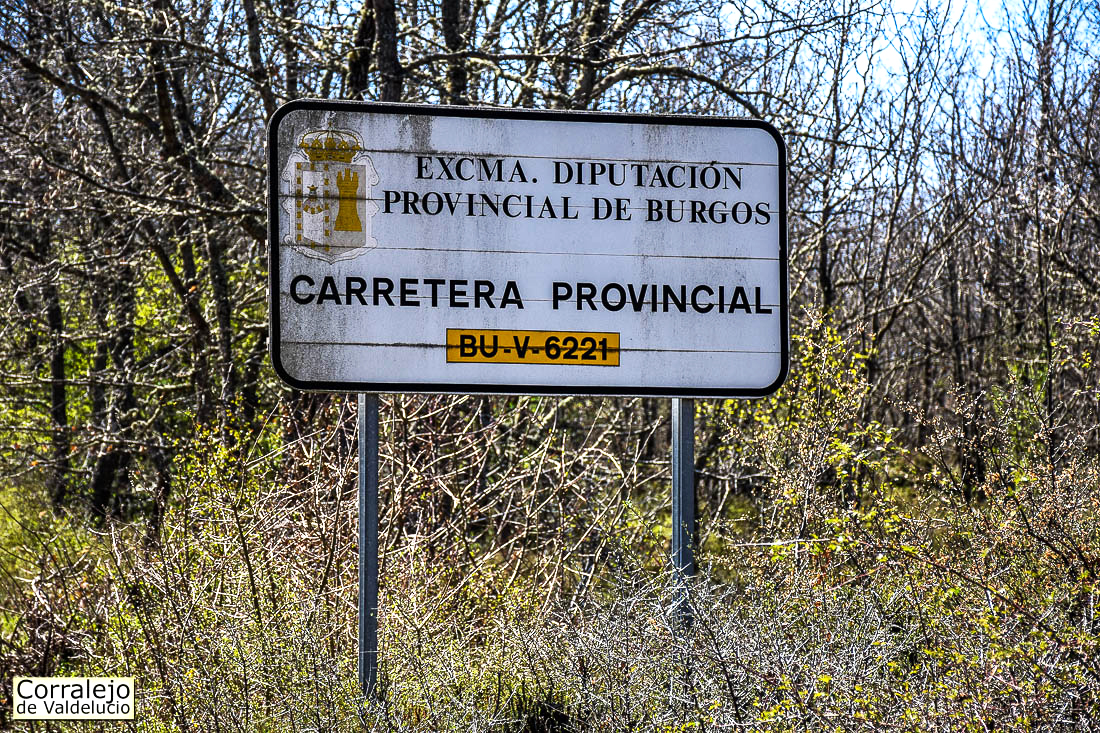 EXCMA. DIPUTACIÓN
PROVINCIAL DE BURGOS
CARRETERA PROVINCIAL
BU-V-6221
Corralejo
de Valdelucio